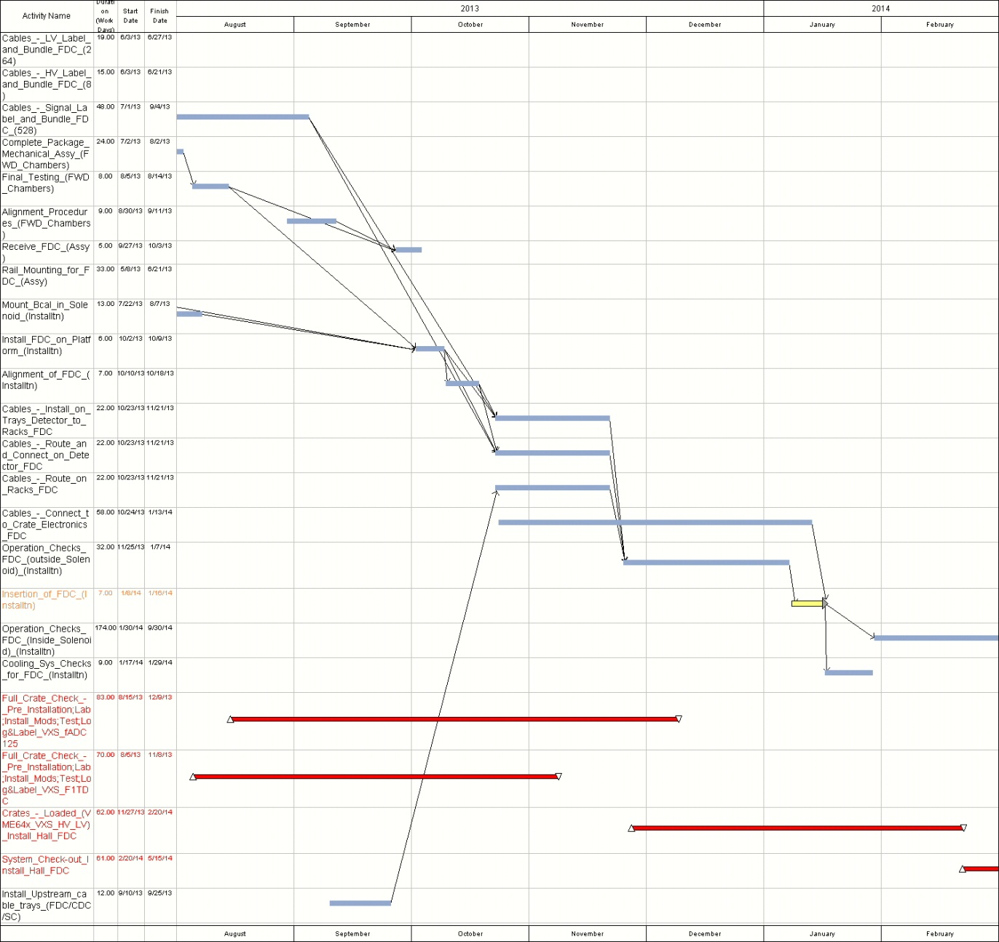 Activity Name
Durati
on
(Work
Days)
Start
Date
Finish
Date
2013
2014
August
September
October
November
December
January
February
Cables_-_LV_Label_
and_Bundle_FDC_(2
64)
19.00 6/3/13 6/27/13
Cables_-_HV_Label_
and_Bundle_FDC_(8
)
15.00 6/3/13 6/21/13
Cables_-_Signal_La
bel_and_Bundle_FD
C_(528)
48.00 7/1/13 9/4/13
Complete_Package_
Mechanical_Assy_(F
WD_Chambers)
24.00 7/2/13 8/2/13
Final_Testing_(FWD
_Chambers)
8.00 8/5/13 8/14/13
Alignment_Procedur
es_(FWD_Chambers
)
9.00 8/30/13 9/11/13
Receive_FDC_(Assy
)
5.00 9/27/13 10/3/13
Rail_Mounting_for_F
DC_(Assy)
33.00 5/8/13 6/21/13
Mount_Bcal_in_Sole
noid_(Installtn)
13.00 7/22/13 8/7/13
Install_FDC_on_Platf
orm_(Installtn)
6.00 10/2/13 10/9/13
Alignment_of_FDC_(
Installtn)
7.00 10/10/13 10/18/13
Cables_-_Install_on_
Trays_Detector_to_
Racks_FDC
22.00 10/23/13 11/21/13
Cables_-_Route_an
d_Connect_on_Dete
ctor_FDC
22.00 10/23/13 11/21/13
Cables_-_Route_on
_Racks_FDC
22.00 10/23/13 11/21/13
Cables_-_Connect_t
o_Crate_Electronics
_FDC
58.00 10/24/13 1/13/14
Operation_Checks_
FDC_(outside_Solen
oid)_(Installtn)
32.00 11/25/13 1/7/14
Insertion_of_FDC_(I
nstalltn)
7.00 1/8/14 1/16/14
Operation_Checks_
FDC_(Inside_Solenoi
d)_(Installtn)
174.00 1/30/14 9/30/14
Cooling_Sys_Checks
_for_FDC_(Installtn)
9.00 1/17/14 1/29/14
Full_Crate_Check_-
_Pre_Installation;Lab
;Install_Mods;Test;Lo
g&Label_VXS_fADC
125
83.00 8/15/13 12/9/13
Full_Crate_Check_-
_Pre_Installation;Lab
;Install_Mods;Test;Lo
g&Label_VXS_F1TD
C
70.00 8/5/13 11/8/13
Crates_-_Loaded_(V
ME64x_VXS_HV_LV)
_Install_Hall_FDC
62.00 11/27/13 2/20/14
System_Check-out_I
nstall_Hall_FDC
61.00 2/20/14 5/15/14
Install_Upstream_ca
ble_trays_(FDC/CDC
/SC)
12.00 9/10/13 9/25/13
August
September
October
November
December
January
February